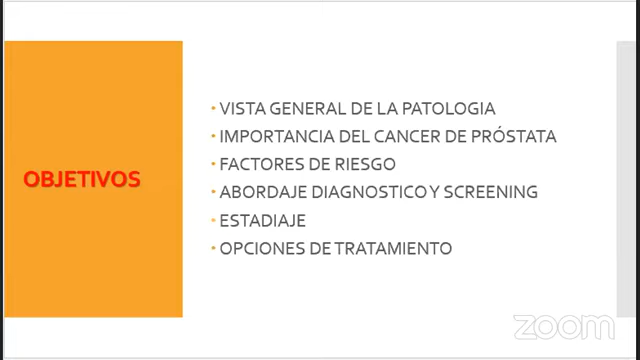 OBJETIVOS
• VISTA GENERAL DE LA PATOLOGIA
• IMPORTANCIA DEL CANCER DE PRÓSTATA
• FACTORES DE RIESGO
• ABORDAJE DIAGNOSTICO Y SCREENING
• ESTADIAJE
• OPCIONES DE TRATAMIENTO
zoom